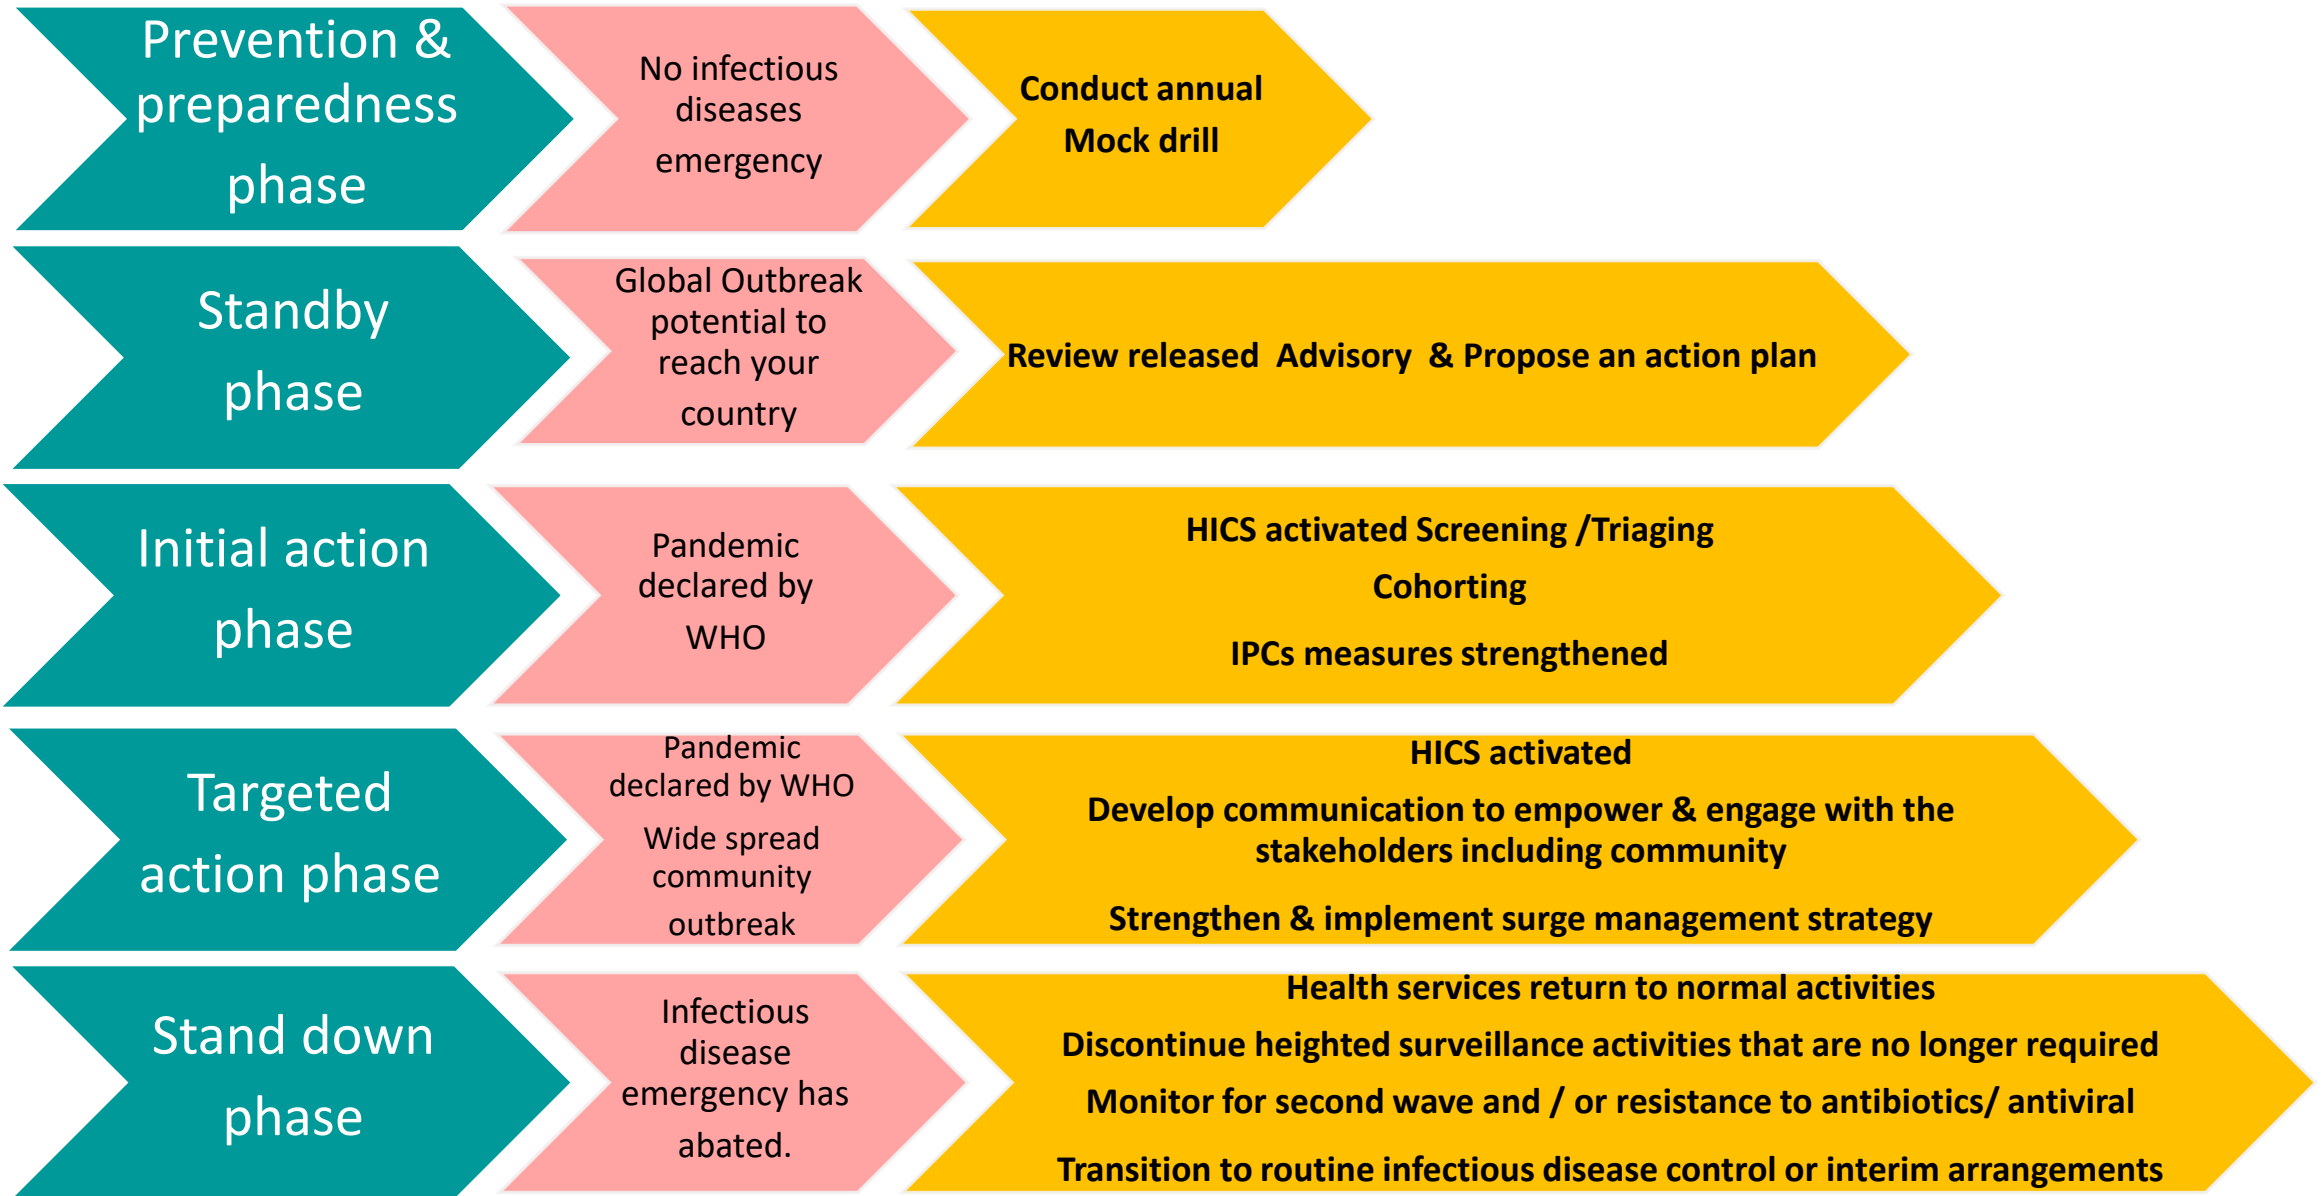 Prevention &
preparedness
phase
No infectious
diseases
emergency
Conduct annual
Mock drill
Standby
phase
Global Outbreak
potential to
reach your
country
Review released Advisory & Propose an action plan
Initial action
phase
Pandemic
declared by
WHO
HICS activated Screening /Triaging
Cohorting
IPCs measures strengthened
Targeted
action phase
Pandemic
declared by WHO
Wide spread
community
outbreak
HICS activated
Develop communication to empower & engage with the
stakeholders including community
Strengthen & implement surge management strategy
Stand down
phase
Infectious
disease
emergency has
abated.
Health services return to normal activities
Discontinue heighted surveillance activities that are no longer required
Monitor for second wave and / or resistance to antibiotics/ antiviral
Transition to routine infectious disease control or interim arrangements